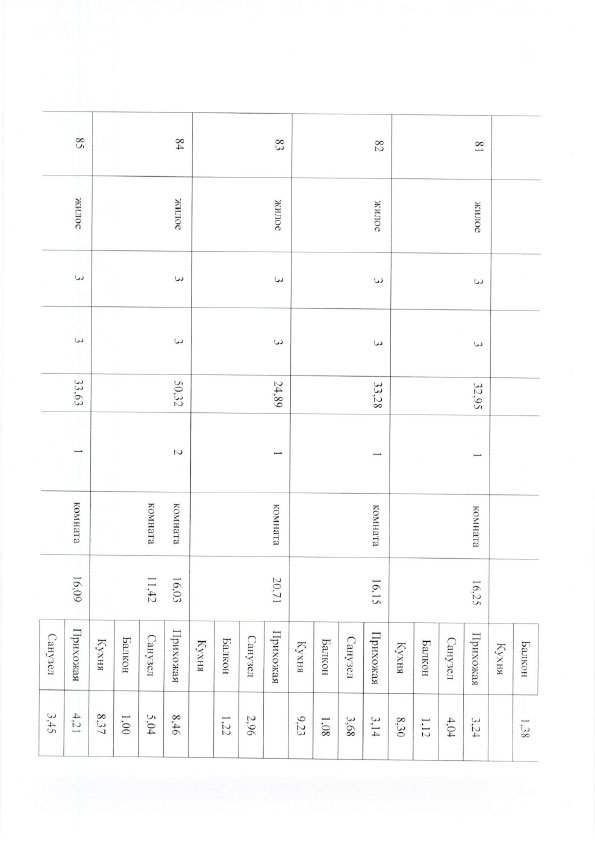 Балкон 1,38
Кухня
81 жилое 3 3 32,95 1 комната 16,25 Прихожая 3,24
Санузел 4,04
Балкон 1,12
Кухня 8,30
82 жилое 3 3 33,28 1 комната 16,15 Прихожая 3,14
Санузел 3,68
Балкон 1,08
Кухня 9,23
83 жилое 3 3 24,89 1 комната 20,71 Прихожая
Санузел 2,96
Балкон 1,22
Кухня
84 жилое 3 3 50,32 2 комната 16,03 Прихожая 8,46
комната 11,42 Санузел 5,04
Балкон 1,00
Кухня 8,37
85 жилое 3 3 33,63 1 комната 16,09 Прихожая 4,21
Санузел 3,45